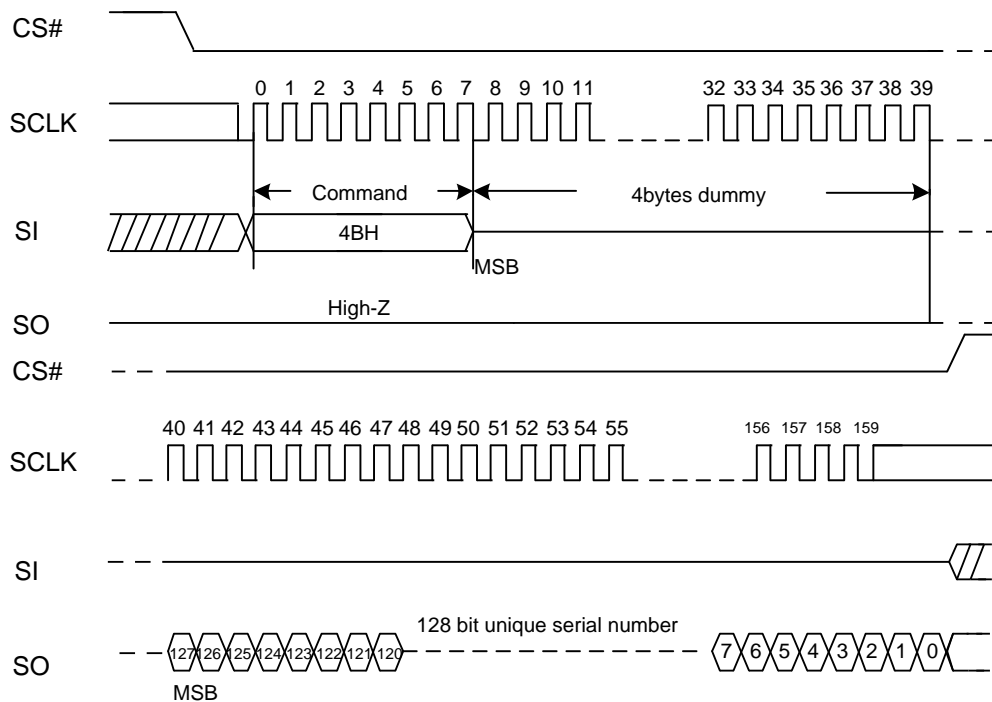 CS#
0 1 2 3 4 5 6 7 8 9 10 11 32 33 34 35 36 37 38 39
SCLK
Command 4bytes dummy
SI 4BH
MSB
High-Z
SO
CS#
40 41 42 43 44 45 46 47 48 49 50 51 52 53 54 55 156 157 158 159
SCLK
SI
128 bit unique serial number
SO 127 126 125 124 123 122 121 120 7 6 5 4 3 2 1 0
MSB